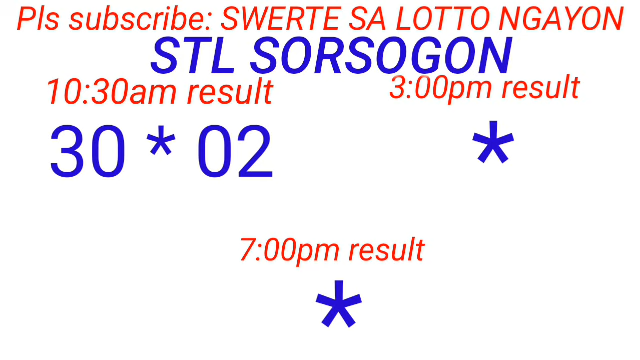 Pls subscribe: SWERTE SA LOTTO NGAYON
STL SORSOGON
10:30am result
3:00pm result
30 * 02
*
7:00pm result
*